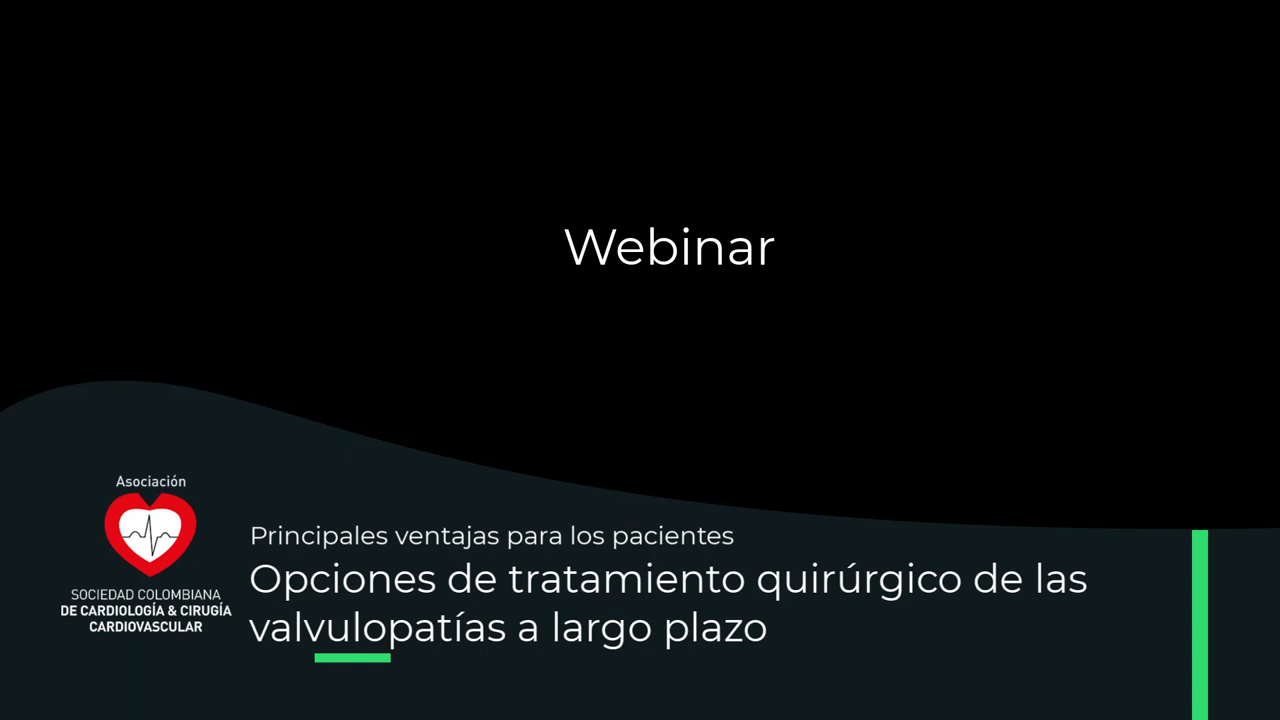 Webinar
Asociación
SOCIEDAD COLOMBIANA
DE CARDIOLOGÍA & CIRUGÍA
CARDIOVASCULAR
Principales ventajas para los pacientes
Opciones de tratamiento quirúrgico de las
valvulopatías a largo plazo